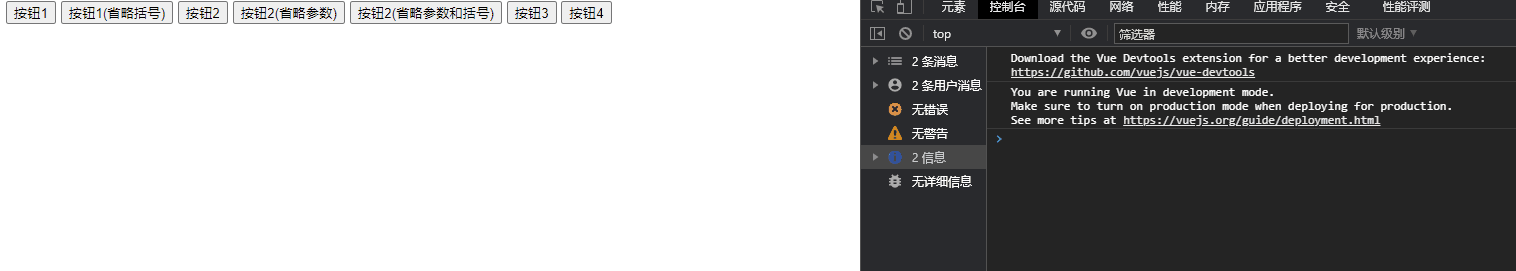 按钮1 按钮1(省略括号) 按钮2 按钮2(省略参数) 按钮2(省略参数和括号) 按钮3 按钮4
元素 控制台 源代码 网络 性能 内存 应用程序 安全 性能评测
top 筛选器 默认级别
2 条消息
2 条用户消息
无错误
无警告
2 信息
无详细信息
Download the Vue Devtools extension for a better development experience:
https://github.com/vuejs/vue-devtools
You are running Vue in development mode.
Make sure to turn on production mode when deploying for production.
See more tips at https://vuejs.org/guide/deployment.html